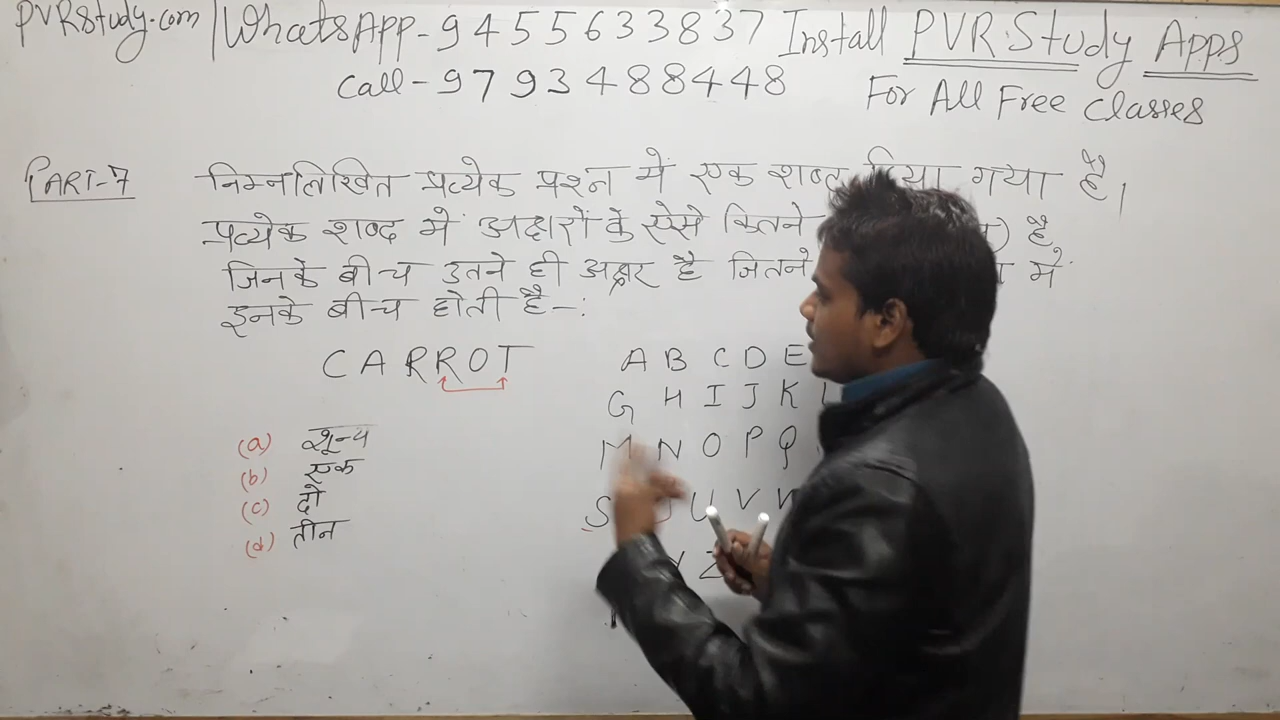 PVRStudy.com | WhatsApp - 9455633837 Install PVR Study Apps
Call - 9793488448 For All Free Classes
PART-7 निम्नलिखित प्रत्येक प्रश्न में एक शब्द दिया गया है।
प्रत्येक शब्द में अक्षरों के ऐसे कितने है
जिनके बीच उतने ही अक्षर है जितने में
इनके बीच होती है -:
CARROT A B C D E
G H I J K L
(a) शून्य M N O P Q
(b) एक
(c) दो S U V W
(d) तीन
Y Z